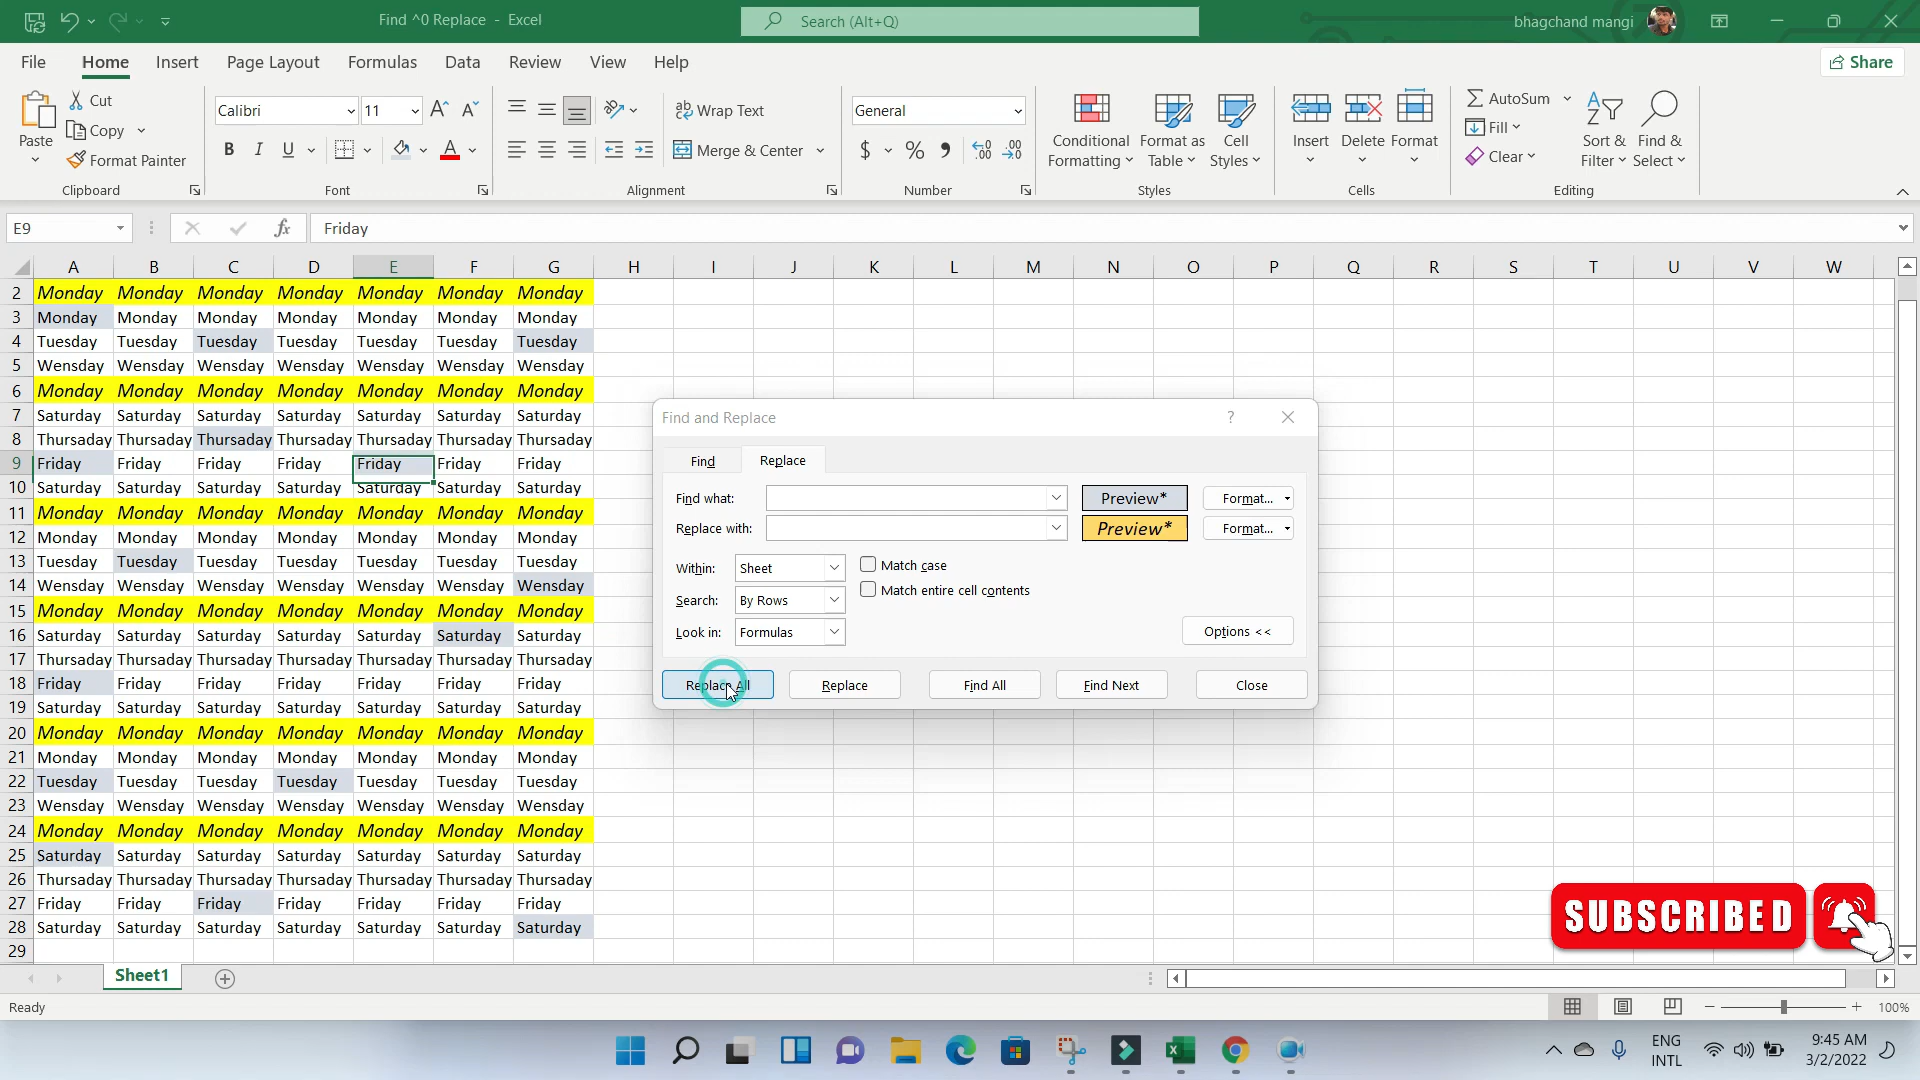 Find ^0 Replace - Excel
Search (Alt+Q)
bhagchand mangi
File Home Insert Page Layout Formulas Data Review View Help
Share
Paste
Cut
Copy
Format Painter
Clipboard
Calibri 11
B I U
Font
Wrap Text
Merge & Center
Alignment
General
$ % ,
Number
Conditional Formatting
Format as Table
Cell Styles
Styles
Insert
Delete
Format
Cells
AutoSum
Fill
Clear
Sort & Filter
Find & Select
Editing
E9 fx Friday
A B C D E F G H I J K L M N O P Q R S T U V W
2 Monday Monday Monday Monday Monday Monday Monday
3 Monday Monday Monday Monday Monday Monday Monday
4 Tuesday Tuesday Tuesday Tuesday Tuesday Tuesday Tuesday
5 Wensday Wensday Wensday Wensday Wensday Wensday Wensday
6 Monday Monday Monday Monday Monday Monday Monday
7 Saturday Saturday Saturday Saturday Saturday Saturday Saturday
8 Thursaday Thursaday Thursaday Thursaday Thursaday Thursaday Thursaday
9 Friday Friday Friday Friday Friday Friday Friday
10 Saturday Saturday Saturday Saturday Saturday Saturday Saturday
11 Monday Monday Monday Monday Monday Monday Monday
12 Monday Monday Monday Monday Monday Monday Monday
13 Tuesday Tuesday Tuesday Tuesday Tuesday Tuesday Tuesday
14 Wensday Wensday Wensday Wensday Wensday Wensday Wensday
15 Monday Monday Monday Monday Monday Monday Monday
16 Saturday Saturday Saturday Saturday Saturday Saturday Saturday
17 Thursaday Thursaday Thursaday Thursaday Thursaday Thursaday Thursaday
18 Friday Friday Friday Friday Friday Friday Friday
19 Saturday Saturday Saturday Saturday Saturday Saturday Saturday
20 Monday Monday Monday Monday Monday Monday Monday
21 Monday Monday Monday Monday Monday Monday Monday
22 Tuesday Tuesday Tuesday Tuesday Tuesday Tuesday Tuesday
23 Wensday Wensday Wensday Wensday Wensday Wensday Wensday
24 Monday Monday Monday Monday Monday Monday Monday
25 Saturday Saturday Saturday Saturday Saturday Saturday Saturday
26 Thursaday Thursaday Thursaday Thursaday Thursaday Thursaday Thursaday
27 Friday Friday Friday Friday Friday Friday Friday
28 Saturday Saturday Saturday Saturday Saturday Saturday Saturday
29
Find and Replace ?
Find Replace
Find what: Preview* Format...
Replace with: Preview* Format...
Within: Sheet Match case
Search: By Rows Match entire cell contents
Look in: Formulas Options <<
Replace All Replace Find All Find Next Close
SUBSCRIBED
Sheet1
Ready
100%
ENG
INTL
9:45 AM
3/2/2022